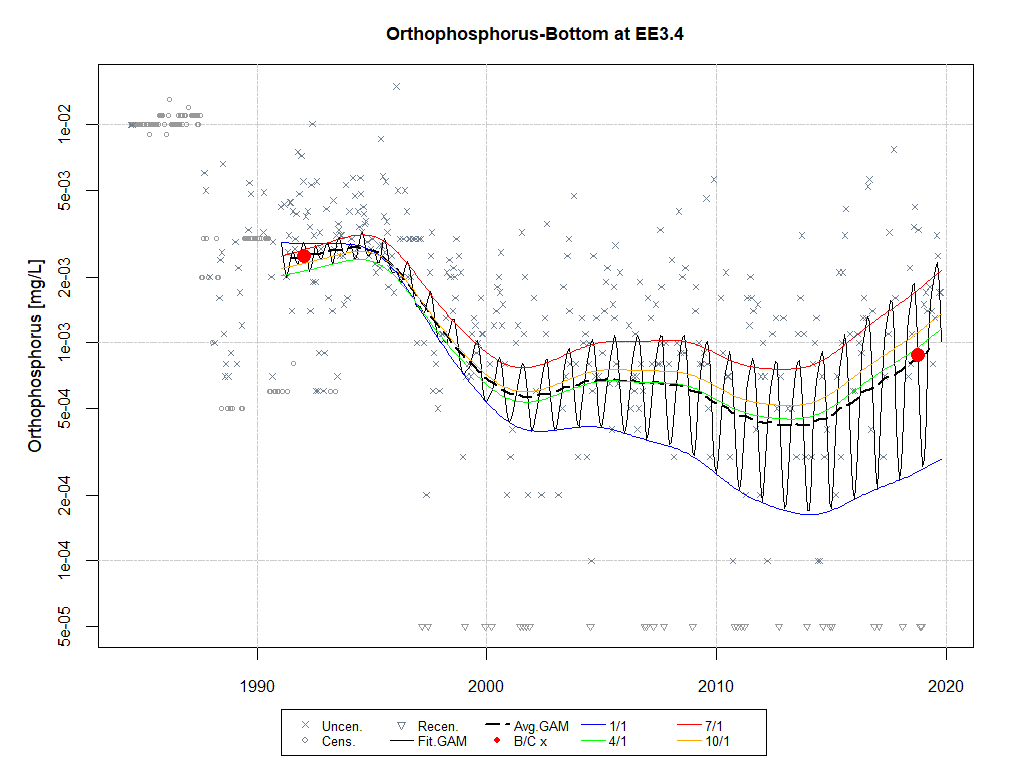 Orthophosphorus-Bottom at EE3.4
Orthophosphorus [mg/L]
1e-02
5e-03
2e-03
1e-03
5e-04
2e-04
1e-04
5e-05
1990 2000 2010 2020
Uncen. Recen. Avg.GAM 1/1 7/1
Cens. Fit.GAM B/C x 4/1 10/1